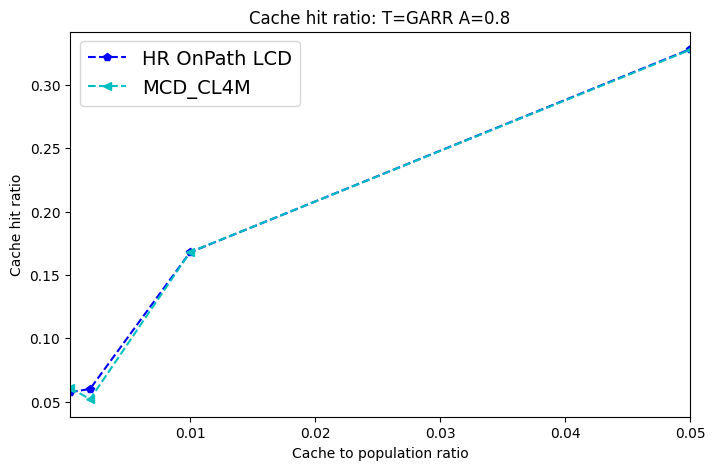 Cache hit ratio: T=GARR A=0.8
HR OnPath LCD
MCD_CL4M
Cache hit ratio
0.30
0.25
0.20
0.15
0.10
0.05
0.01 0.02 0.03 0.04 0.05
Cache to population ratio